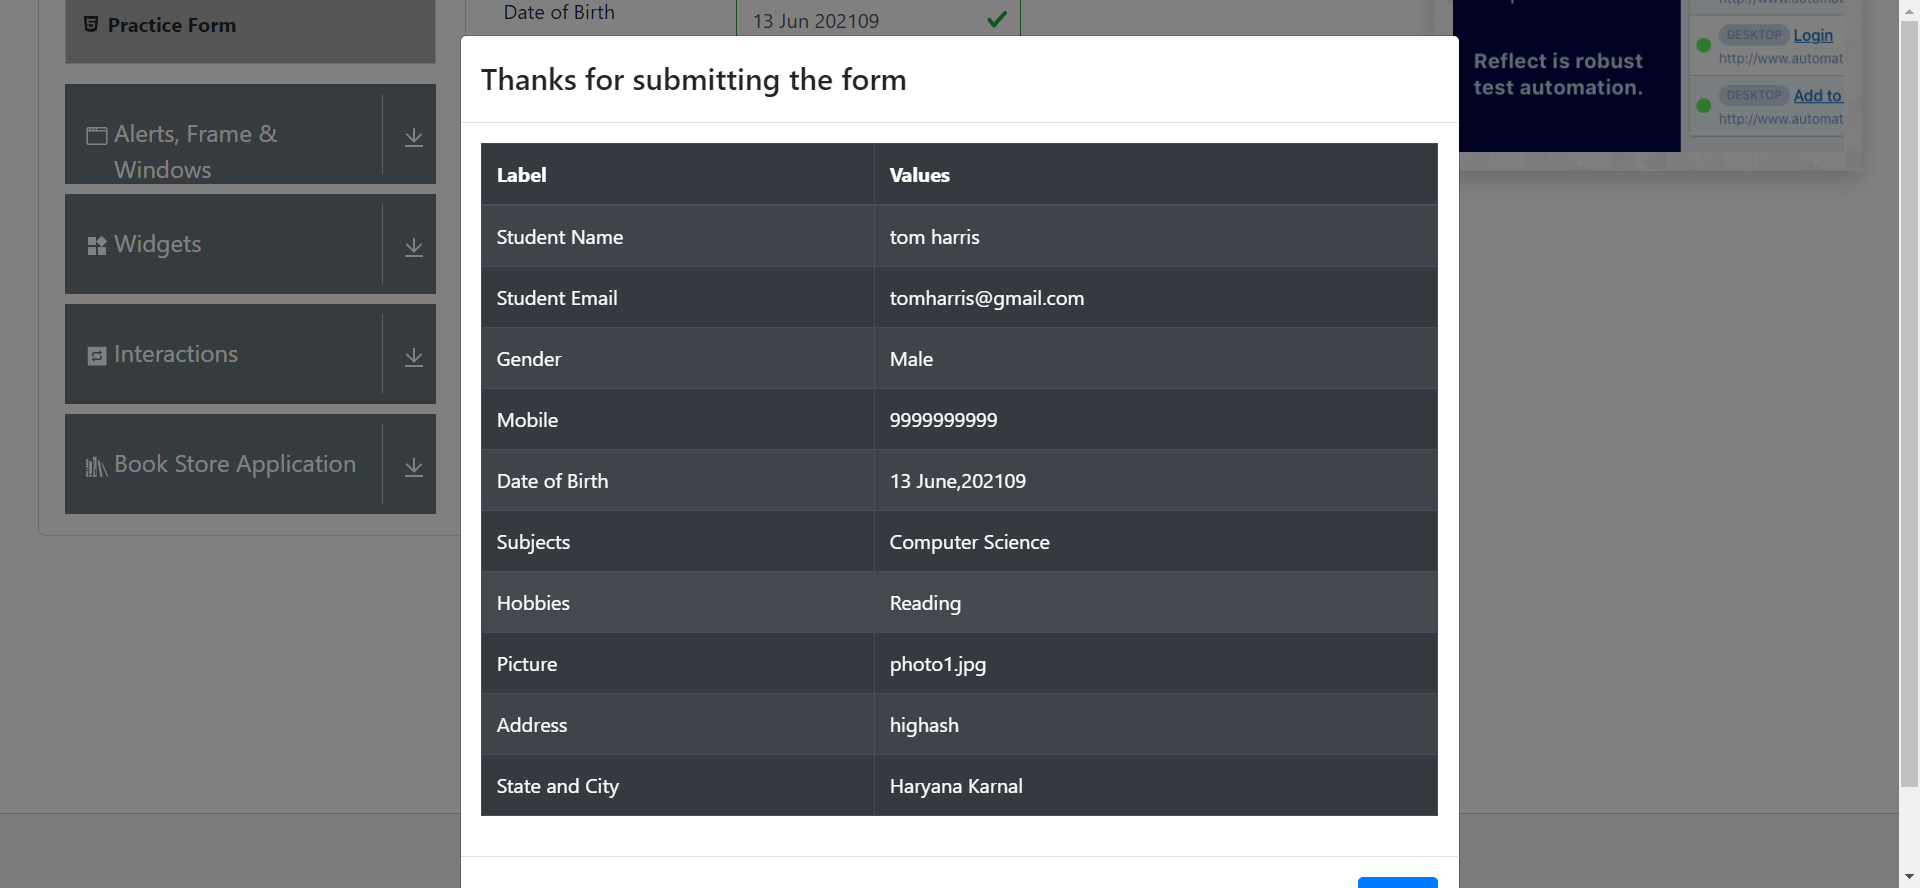 Practice Form
Alerts, Frame &
Windows
Widgets
Interactions
Book Store Application
Date of Birth
13 Jun 202109
Thanks for submitting the form
Label Values
Student Name tom harris
Student Email tomharris@gmail.com
Gender Male
Mobile 9999999999
Date of Birth 13 June,202109
Subjects Computer Science
Hobbies Reading
Picture photo1.jpg
Address highash
State and City Haryana Karnal
Reflect is robust
test automation.
DESKTOP Login
http://www.automat
DESKTOP Add to
http://www.automat